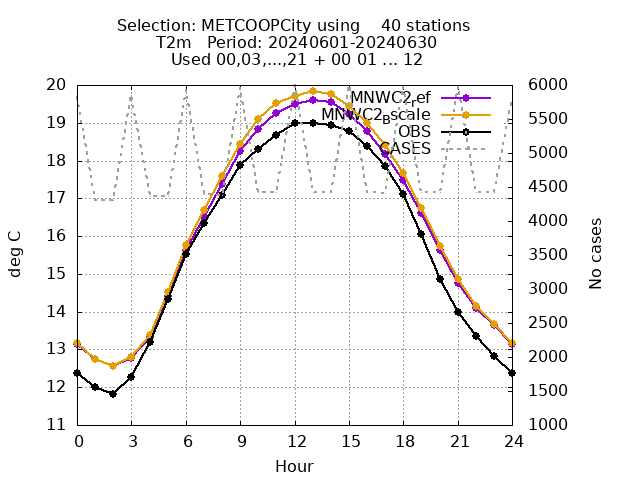 Selection: METCOOPCity using    40 stations
T2m   Period: 20240601-20240630
Used 00,03,...,21 + 00 01 ... 12
20
19
18
17
16
15
14
13
12
11
6000
5500
5000
4500
4000
3500
3000
2500
2000
1500
1000
MNWC2_ref
MNWC2_Bscale
OBS
CASES
deg C
No cases
0 3 6 9 12 15 18 21 24
Hour